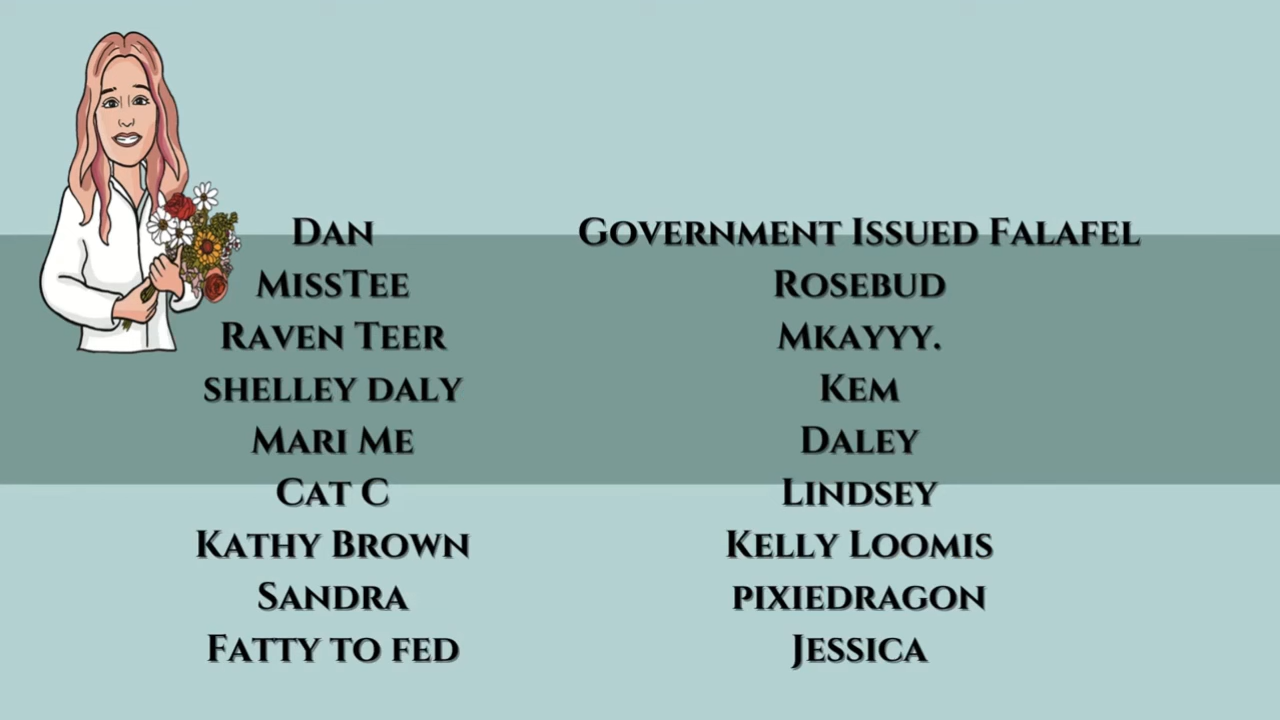 Dan
MissTee
Raven Teer
shelley daly
Mari Me
Cat C
Kathy Brown
Sandra
Fatty to fed
Government Issued Falafel
Rosebud
Mkayyy.
Kem
Daley
Lindsey
Kelly Loomis
pixiedragon
Jessica